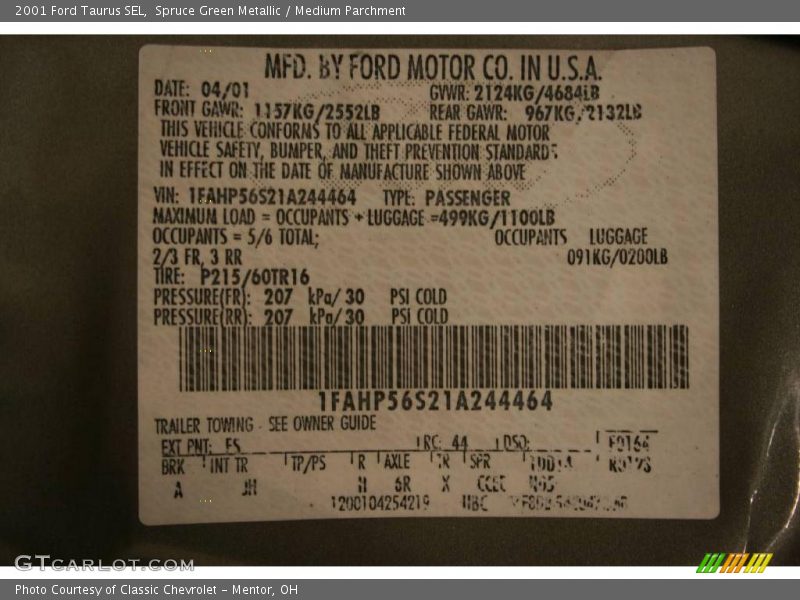 2001 Ford Taurus SEL, Spruce Green Metallic / Medium Parchment
MFD. BY FORD MOTOR CO. IN U.S.A.
DATE: 04/01 GVWR: 2124KG/4684LB
FRONT GAWR: 1157KG/2552LB REAR GAWR: 967KG/2132LB
THIS VEHICLE CONFORMS TO ALL APPLICABLE FEDERAL MOTOR
VEHICLE SAFETY, BUMPER, AND THEFT PREVENTION STANDARDS
IN EFFECT ON THE DATE OF MANUFACTURE SHOWN ABOVE
VIN: 1FAHP56S21A244464 TYPE: PASSENGER
MAXIMUM LOAD = OCCUPANTS + LUGGAGE =499KG/1100LB
OCCUPANTS = 5/6 TOTAL; OCCUPANTS LUGGAGE
2/3 FR, 3 RR 091KG/0200LB
TIRE: P215/60TR16
PRESSURE(FR): 207 kPa/ 30 PSI COLD
PRESSURE(RR): 207 kPa/ 30 PSI COLD
1FAHP56S21A244464
TRAILER TOWING - SEE OWNER GUIDE
EXT PNT: FS RC: 44 DSO:
BRK INT TR TP/PS R AXLE TR SPR
A JH 6R X
1200104254219
GTCARLOT.COM
Photo Courtesy of Classic Chevrolet - Mentor, OH